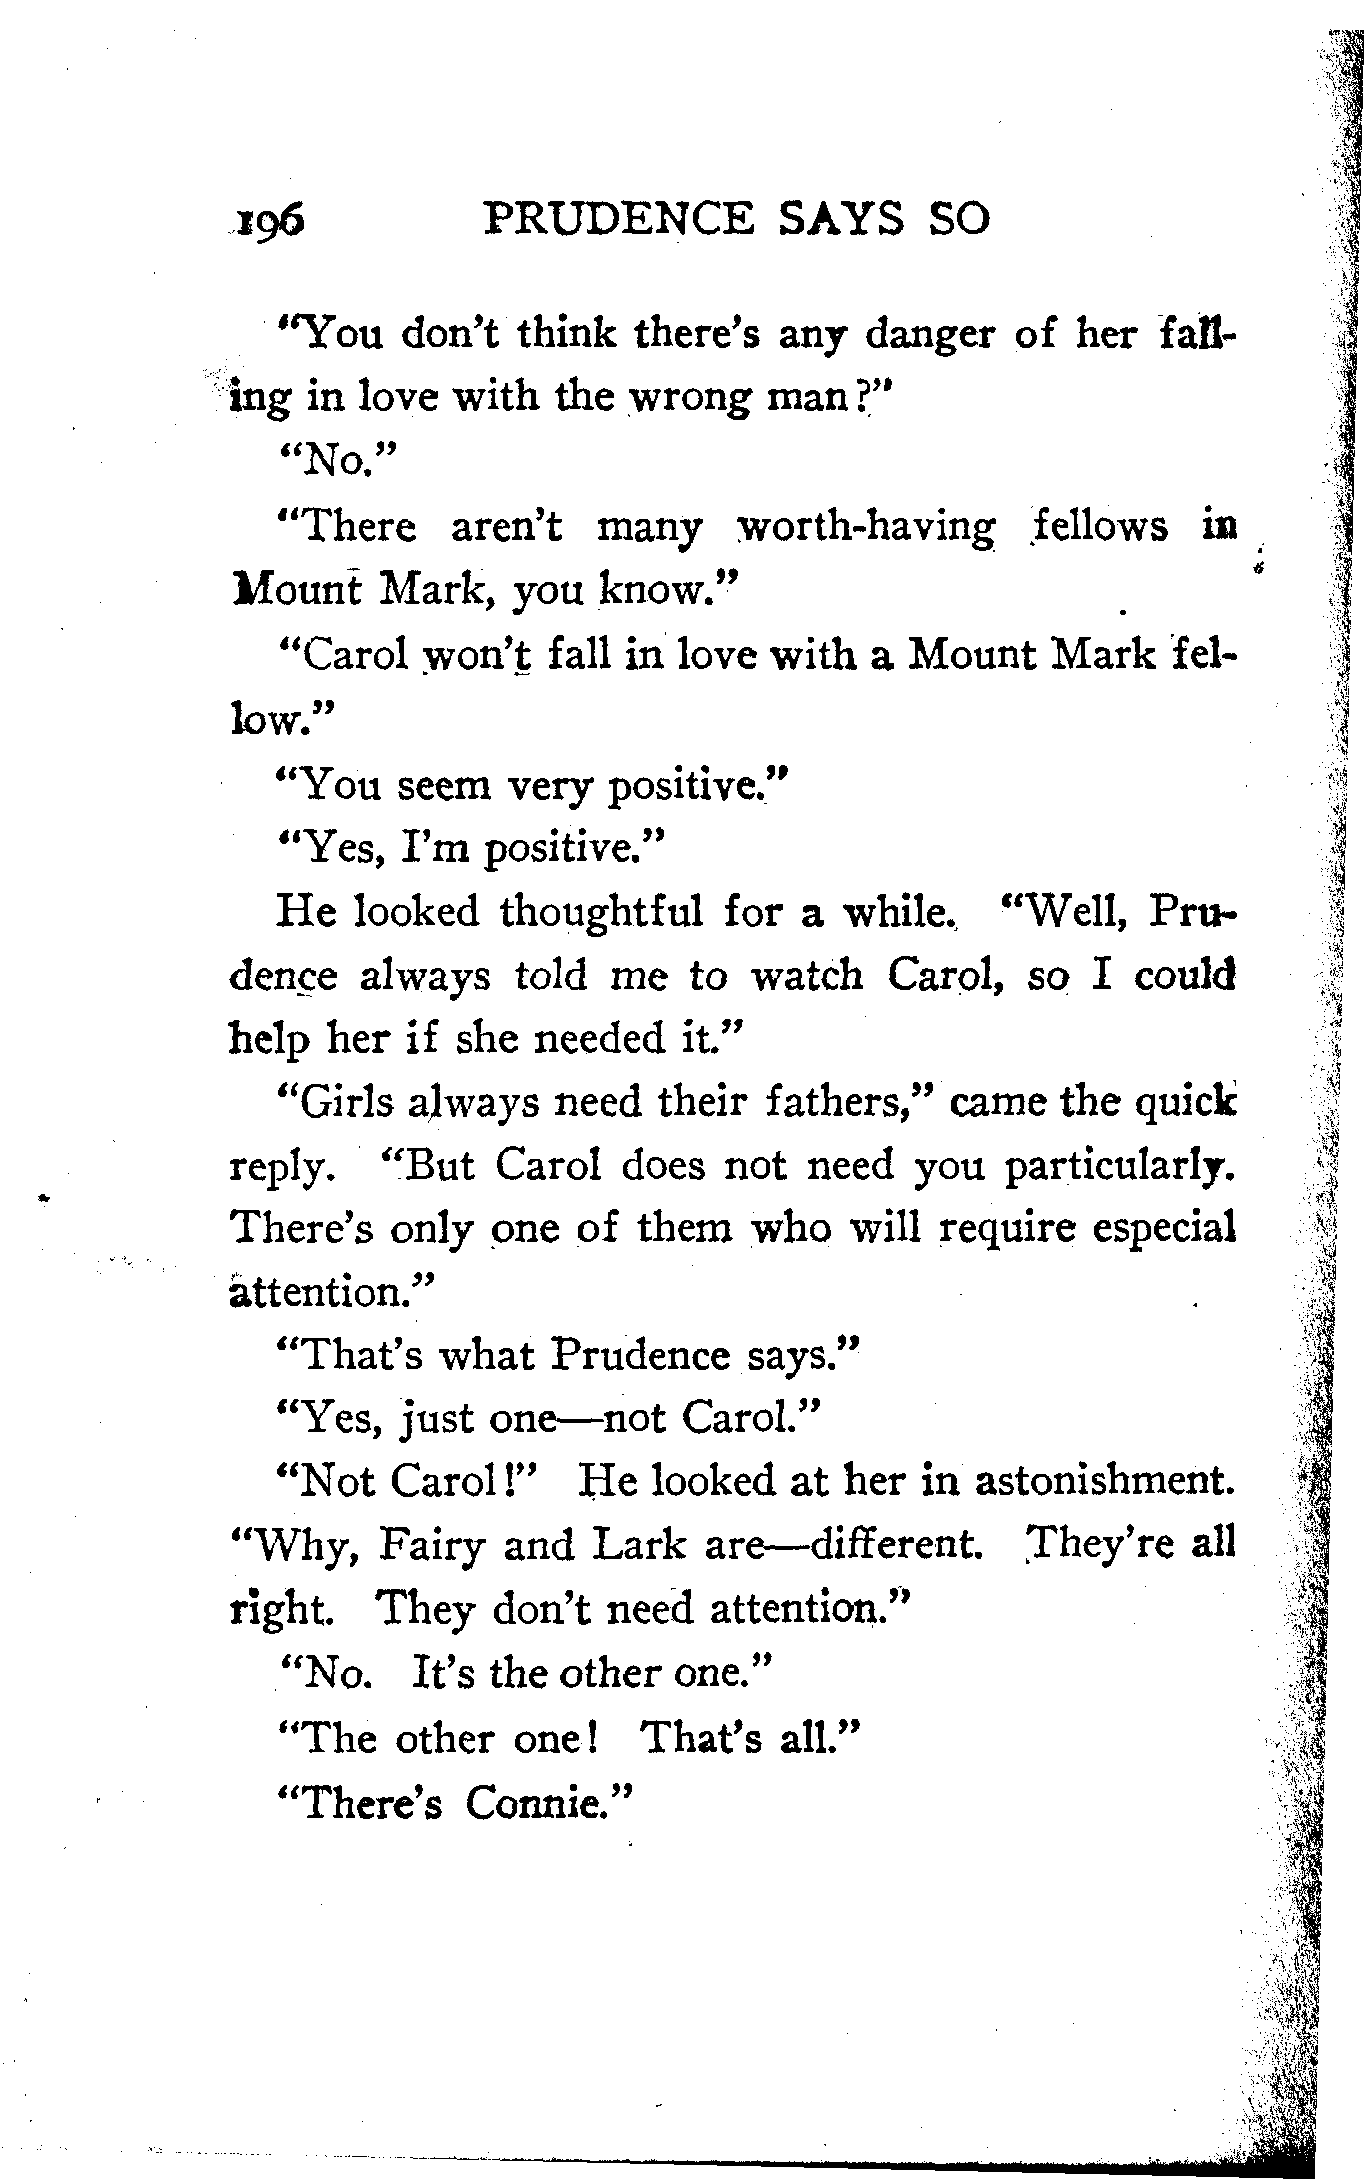 196 PRUDENCE SAYS SO
“You don’t think there’s any danger of her fall-
ing in love with the wrong man?”
“No.”
“There aren’t many worth-having fellows in
Mount Mark, you know.”
“Carol won’t fall in love with a Mount Mark fel-
low.”
“You seem very positive.”
“Yes, I’m positive.”
He looked thoughtful for a while. “Well, Pru-
dence always told me to watch Carol, so I could
help her if she needed it.”
“Girls always need their fathers,” came the quick
reply. “But Carol does not need you particularly.
There’s only one of them who will require especial
attention.”
“That’s what Prudence says.”
“Yes, just one—not Carol.”
“Not Carol!” He looked at her in astonishment.
“Why, Fairy and Lark are—different. They’re all
right. They don’t need attention.”
“No. It’s the other one.”
“The other one! That’s all.”
“There’s Connie.”